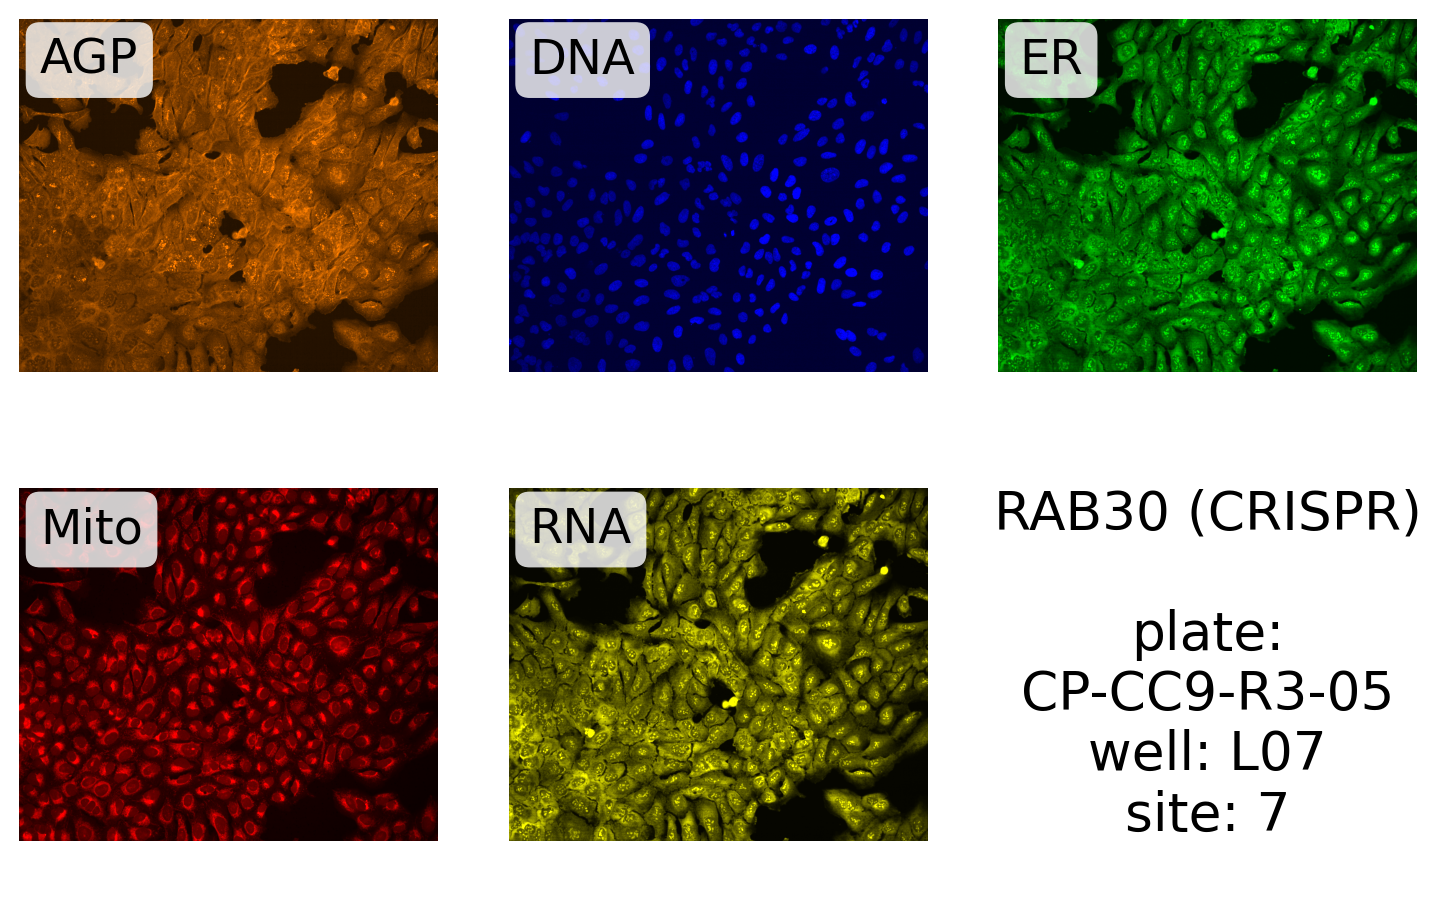 AGP
DNA
ER
Mito
RNA
RAB30 (CRISPR)
plate:
CP-CC9-R3-05
well: L07
site: 7